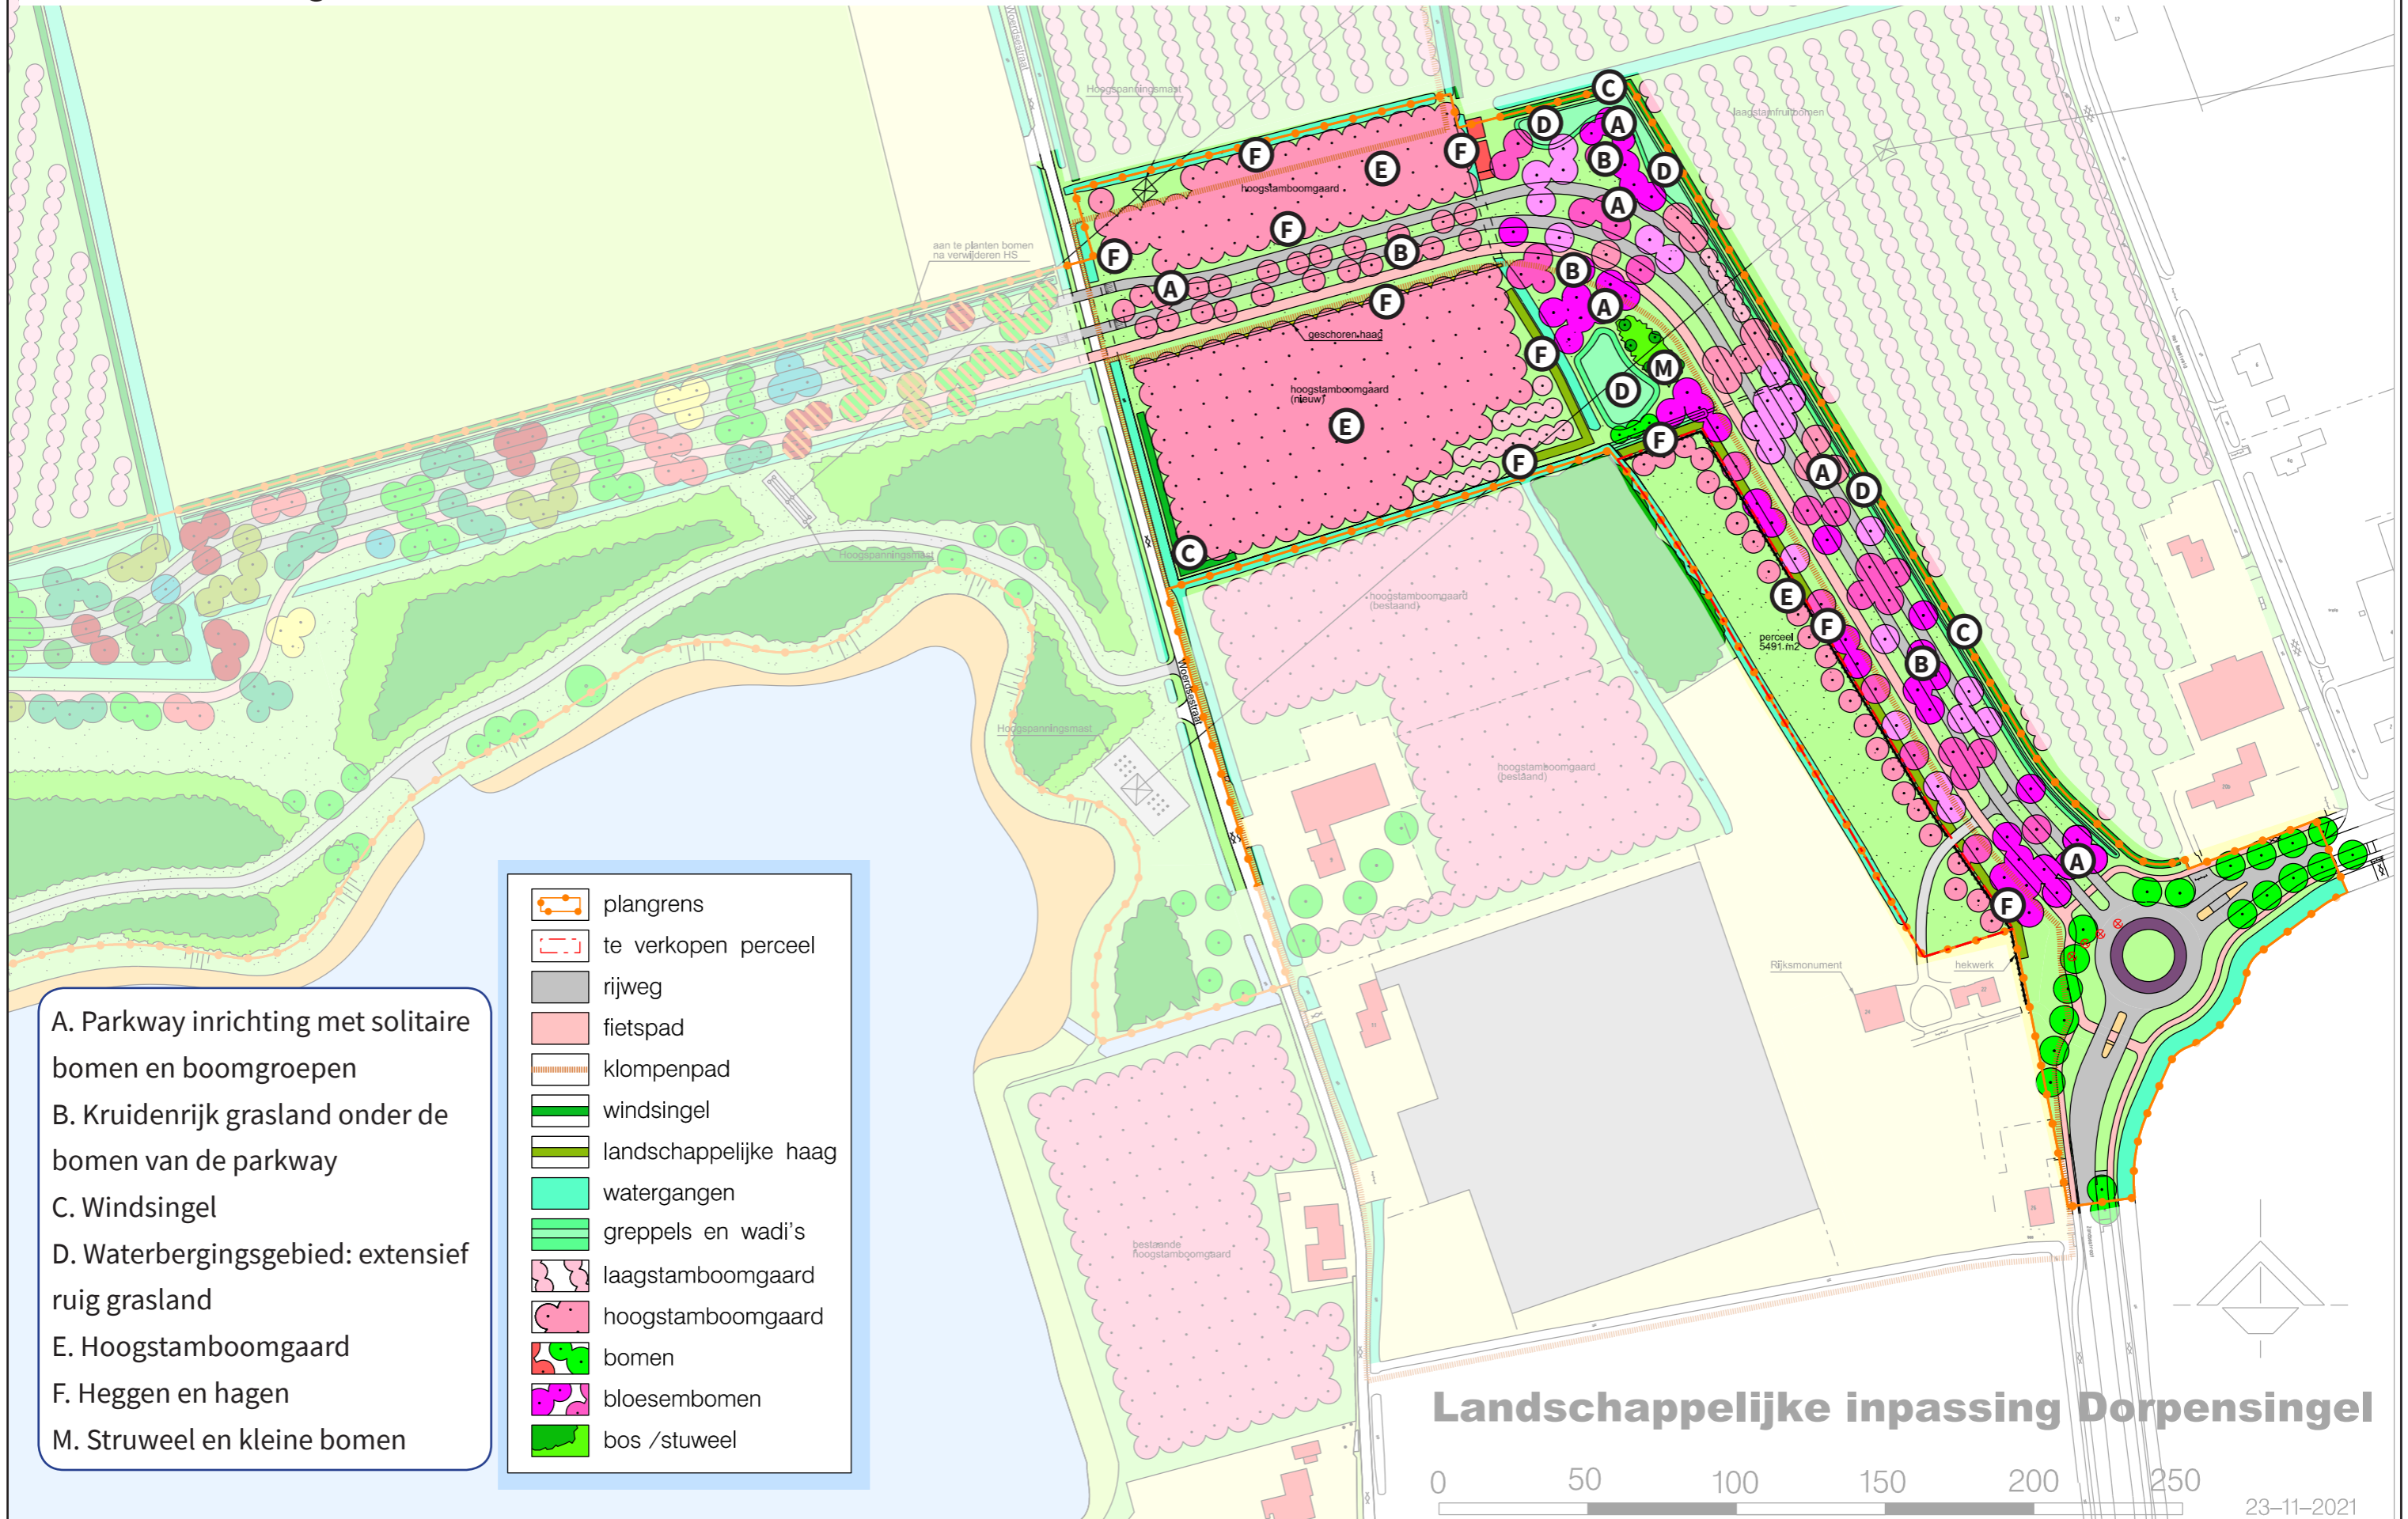 Woerdsestraat
Hoogspanningsmast
laagstamfruitbomen
12
C
D
A
B
D
F
F
E
hoogstamboomgaard
A
F
aan te planten bomen
na verwijderen HS
F
B
B
A
F
A
geschoren haag
F
M
D
hoogstamboomgaard
(nieuw)
E
F
F
A
D
C
Hoogspanningsmast
hoogstamboomgaard
(bestaand)
E
F
C
perceel
5491 m2
B
Woerdsestraat
Hoogspanningsmast
hoogstamboomgaard
(bestaand)
A
F
Rijksmonument
hekwerk
bestaande
hoogstamboomgaard
plangrens
te verkopen perceel
rijweg
fietspad
klompenpad
windsingel
landschappelijke haag
watergangen
greppels en wadi's
laagstamboomgaard
hoogstamboomgaard
bomen
bloesembomen
bos /stuweel
A. Parkway inrichting met solitaire
bomen en boomgroepen
B. Kruidenrijk grasland onder de
bomen van de parkway
C. Windsingel
D. Waterbergingsgebied: extensief
ruig grasland
E. Hoogstamboomgaard
F. Heggen en hagen
M. Struweel en kleine bomen
Landschappelijke inpassing Dorpensingel
0 50 100 150 200 250
23-11-2021